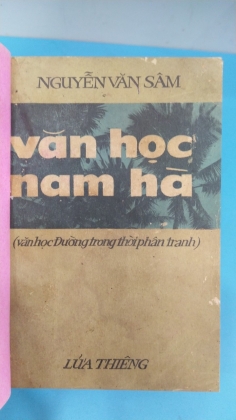 NGUYỄN VĂN SÂM
văn học
nam hà
(văn học Đường trong thời phân tranh)
LỬA THIÊNG